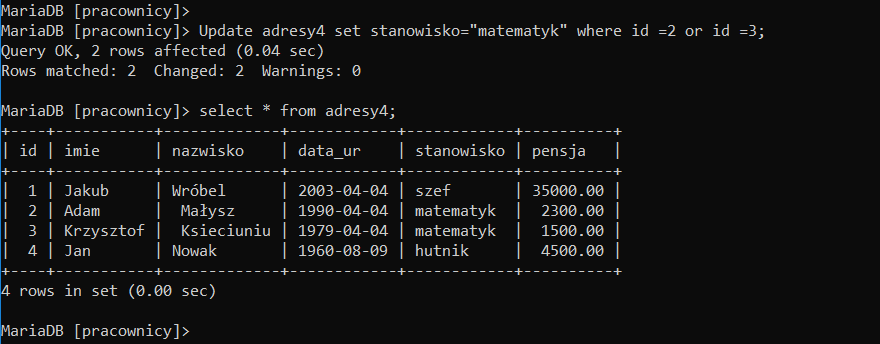 MariaDB [pracownicy]>
MariaDB [pracownicy]> Update adresy4 set stanowisko="matematyk" where id =2 or id =3;
Query OK, 2 rows affected (0.04 sec)
Rows matched: 2  Changed: 2  Warnings: 0

MariaDB [pracownicy]> select * from adresy4;
+----+-----------+------------+------------+------------+----------+
| id | imie      | nazwisko   | data_ur    | stanowisko | pensja   |
+----+-----------+------------+------------+------------+----------+
|  1 | Jakub     | Wróbel     | 2003-04-04 | szef       | 35000.00 |
|  2 | Adam      |  Małysz    | 1990-04-04 | matematyk  |  2300.00 |
|  3 | Krzysztof |  Ksieciuniu | 1979-04-04 | matematyk  |  1500.00 |
|  4 | Jan       | Nowak      | 1960-08-09 | hutnik     |  4500.00 |
+----+-----------+------------+------------+------------+----------+
4 rows in set (0.00 sec)

MariaDB [pracownicy]>